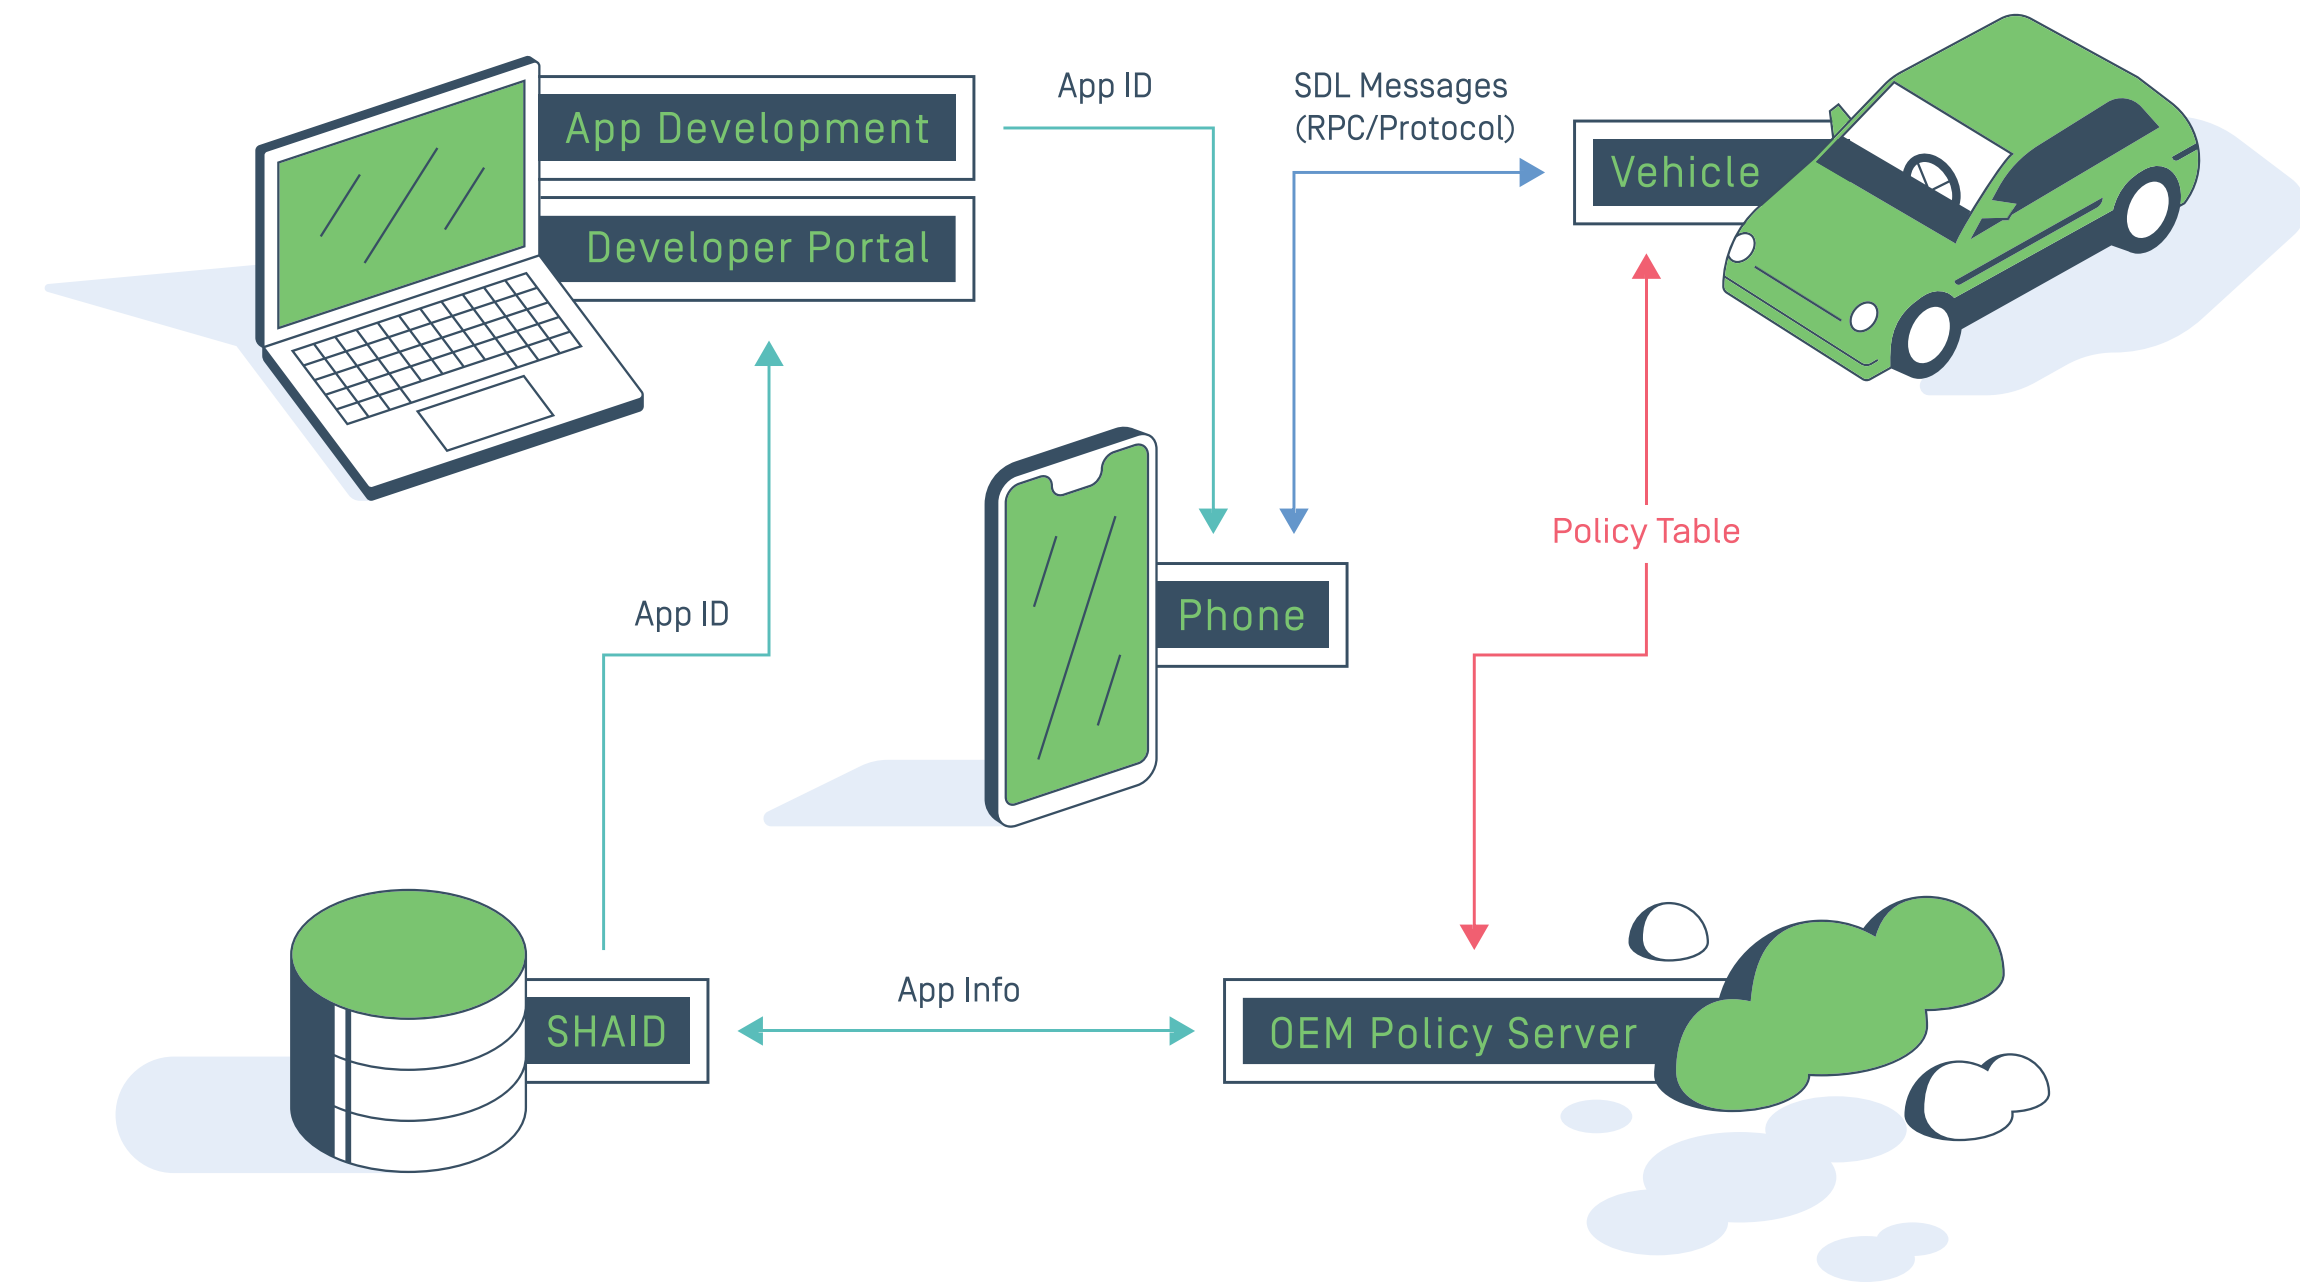 App Development
Developer Portal
App ID
SDL Messages
(RPC/Protocol)
Vehicle
Policy Table
Phone
App ID
SHAID
App Info
OEM Policy Server